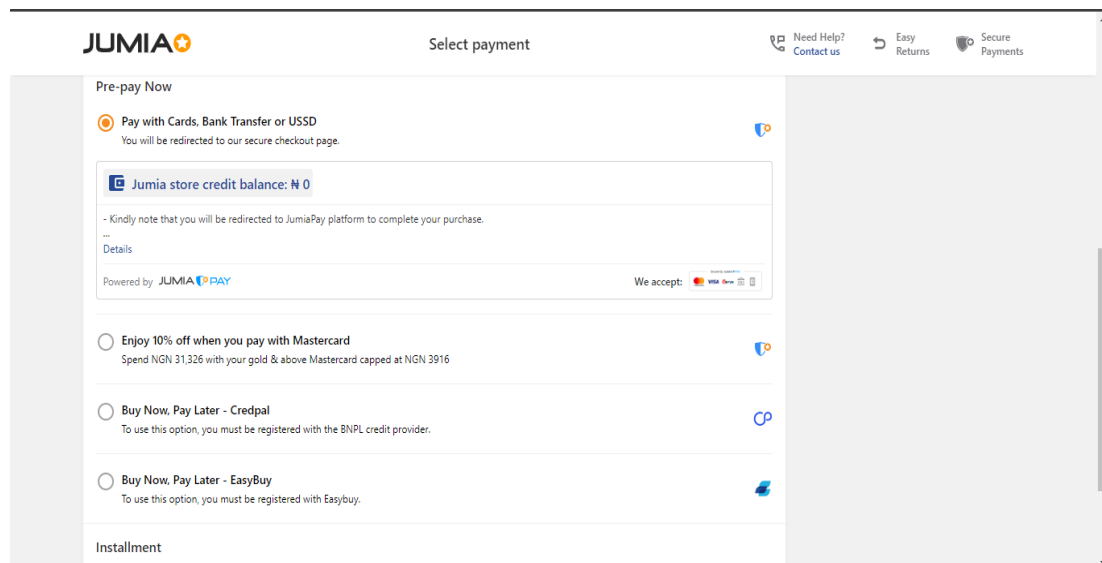 JUMIA
Select payment
Need Help?
Contact us
Easy
Returns
Secure
Payments
Pre-pay Now
Pay with Cards, Bank Transfer or USSD
You will be redirected to our secure checkout page.
Jumia store credit balance: ₦ 0
- Kindly note that you will be redirected to JumiaPay platform to complete your purchase.
...
Details
Powered by JUMIA PAY
We accept: VISA
Enjoy 10% off when you pay with Mastercard
Spend NGN 31,326 with your gold & above Mastercard capped at NGN 3916
Buy Now, Pay Later - Credpal
To use this option, you must be registered with the BNPL credit provider.
Buy Now, Pay Later - EasyBuy
To use this option, you must be registered with Easybuy.
Installment